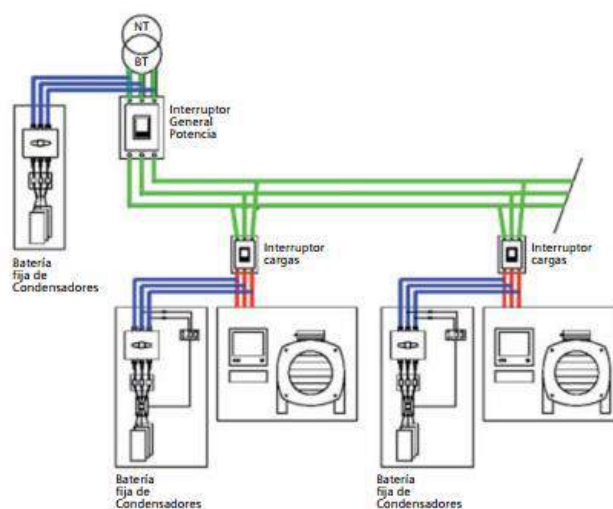 NT
BT
Interruptor
General
Potencia
Batería
fija de
Condensadores
Interruptor
cargas
Interruptor
cargas
Batería
fija de
Condensadores
Batería
fija de
Condensadores